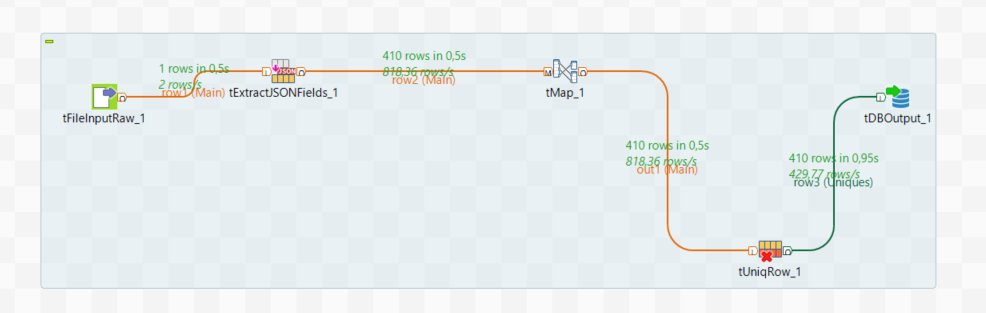 1 rows in 0,5s
2 rows/s
row1 (Main)
tFileInputRaw_1
tExtractJSONFields_1
410 rows in 0,5s
818,36 rows/s
row2 (Main)
tMap_1
410 rows in 0,5s
818,36 rows/s
out1 (Main)
tUniqRow_1
410 rows in 0,95s
429,77 rows/s
row3 (Uniques)
tDBOutput_1
JSON